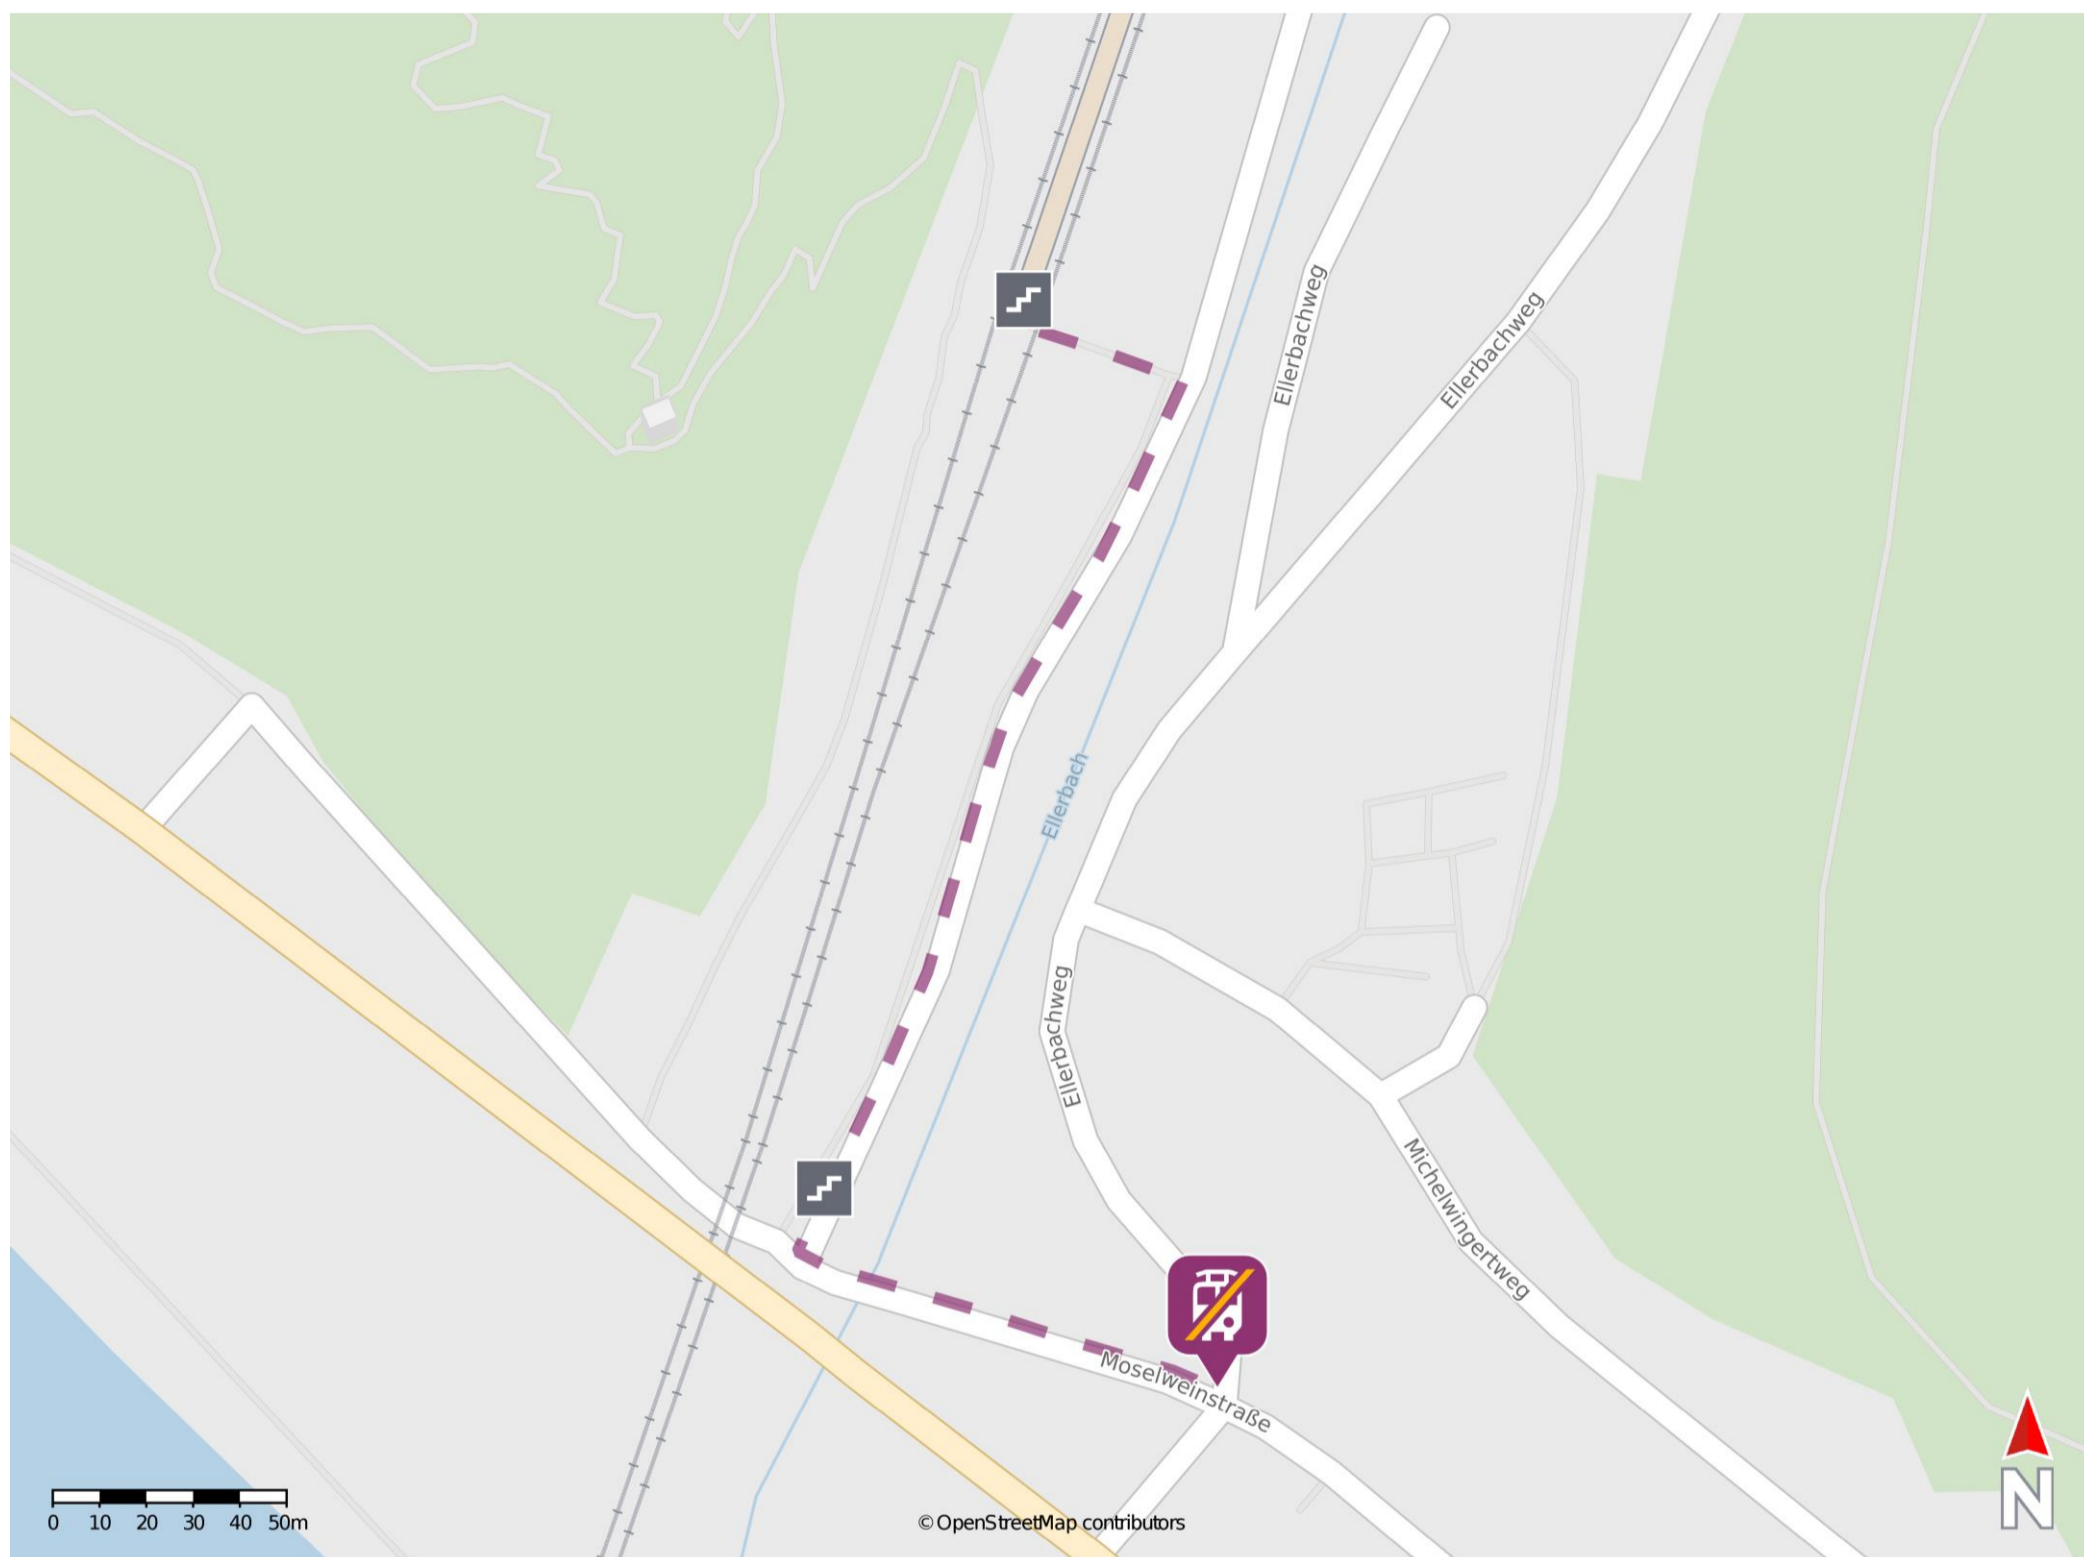 Ellerbachweg
Ellerbachweg
Ellerbach
Ellerbachweg
Michelwingertweg
Moselweinstraße
0 10 20 30 40 50m
© OpenStreetMap contributors
N